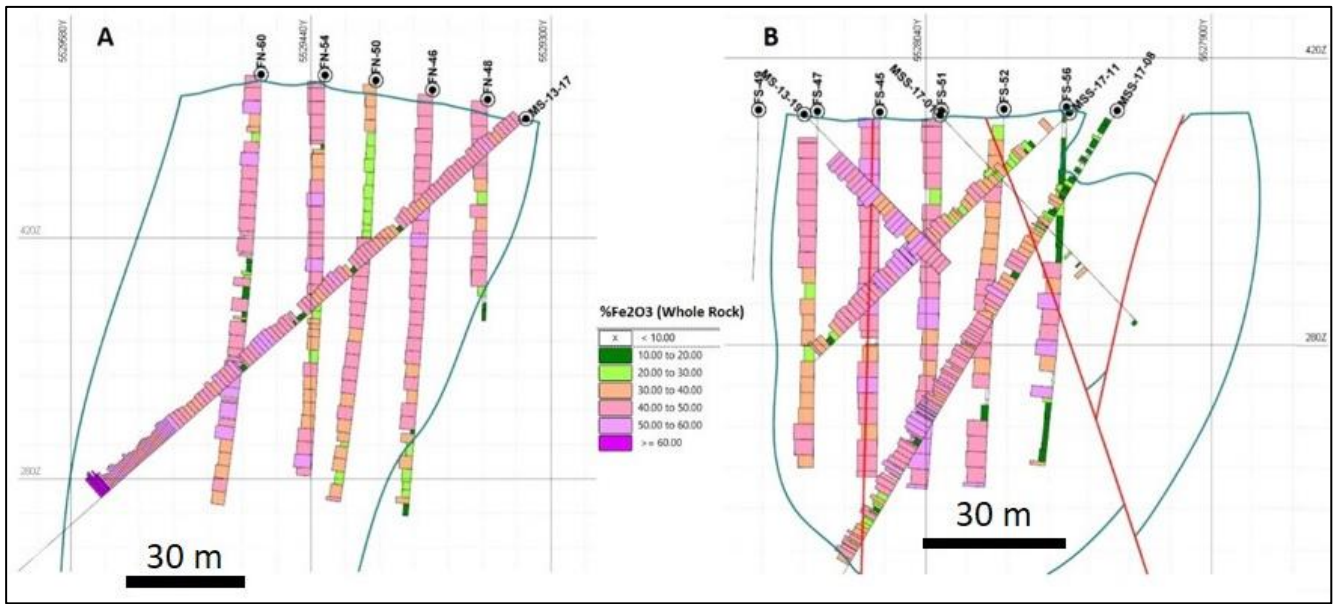 A
5529580Y
FN-60
5529440Y
FN-54
FN-50
FN-46
FN-48
5529300Y
MS-13-17
420Z
280Z
30 m
%Fe2O3 (Whole Rock)
X < 10.00
10.00 to 20.00
20.00 to 30.00
30.00 to 40.00
40.00 to 50.00
50.00 to 60.00
>= 60.00
B
FS-49
MS-13-19
FS-47
FS-45
MSS-17-07
5528040Y
FS-51
FS-52
FS-56
MSS-17-11
MSS-17-08
5527900Y
420Z
280Z
30 m